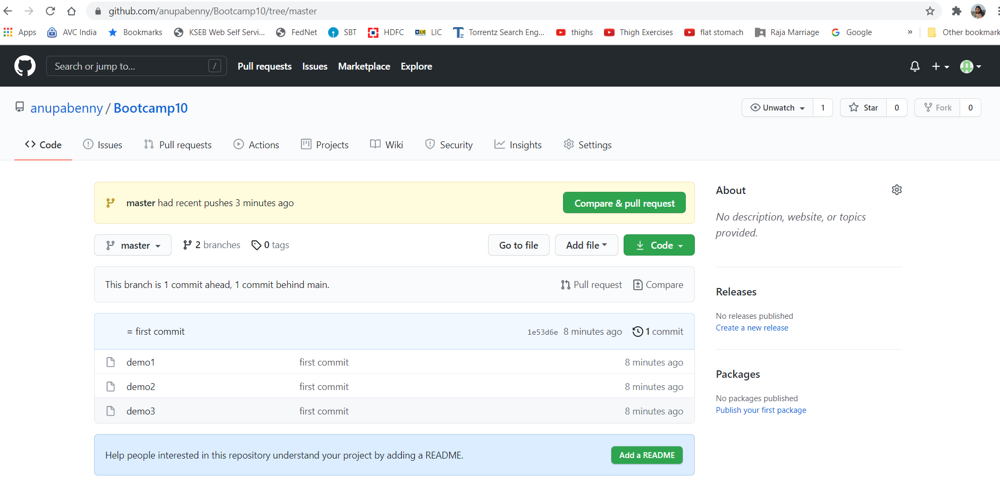 github.com/anupabenny/Bootcamp10/tree/master
Apps AVC India Bookmarks KSEB Web Self Servi... FedNet SBT HDFC LIC Torrentz Search Eng... thighs Thigh Exercises flat stomach Raja Marriage Google » Other bookmark
Search or jump to... / Pull requests Issues Marketplace Explore
anupabenny / Bootcamp10 Unwatch 1 Star 0 Fork 0
Code Issues Pull requests Actions Projects Wiki Security Insights Settings
master had recent pushes 3 minutes ago Compare & pull request
master 2 branches 0 tags Go to file Add file Code
This branch is 1 commit ahead, 1 commit behind main. Pull request Compare
= first commit 1e53d6e 8 minutes ago 1 commit
demo1 first commit 8 minutes ago
demo2 first commit 8 minutes ago
demo3 first commit 8 minutes ago
Help people interested in this repository understand your project by adding a README. Add a README
About
No description, website, or topics
provided.
Releases
No releases published
Create a new release
Packages
No packages published
Publish your first package